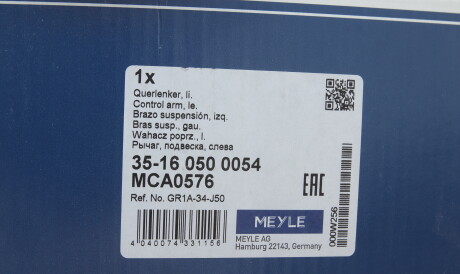 1x
Querlenker, li.
Control arm, le.
Brazo suspensión, izq.
Bras susp., gau.
Wahacz poprz., l.
Рычаг, подвеска, слева
35-16 050 0054
MCA0576
Ref. No. GR1A-34-J50
EAC
MEYLE
MEYLE AG
Hamburg 22143, Germany
4 040074 331156
000W256